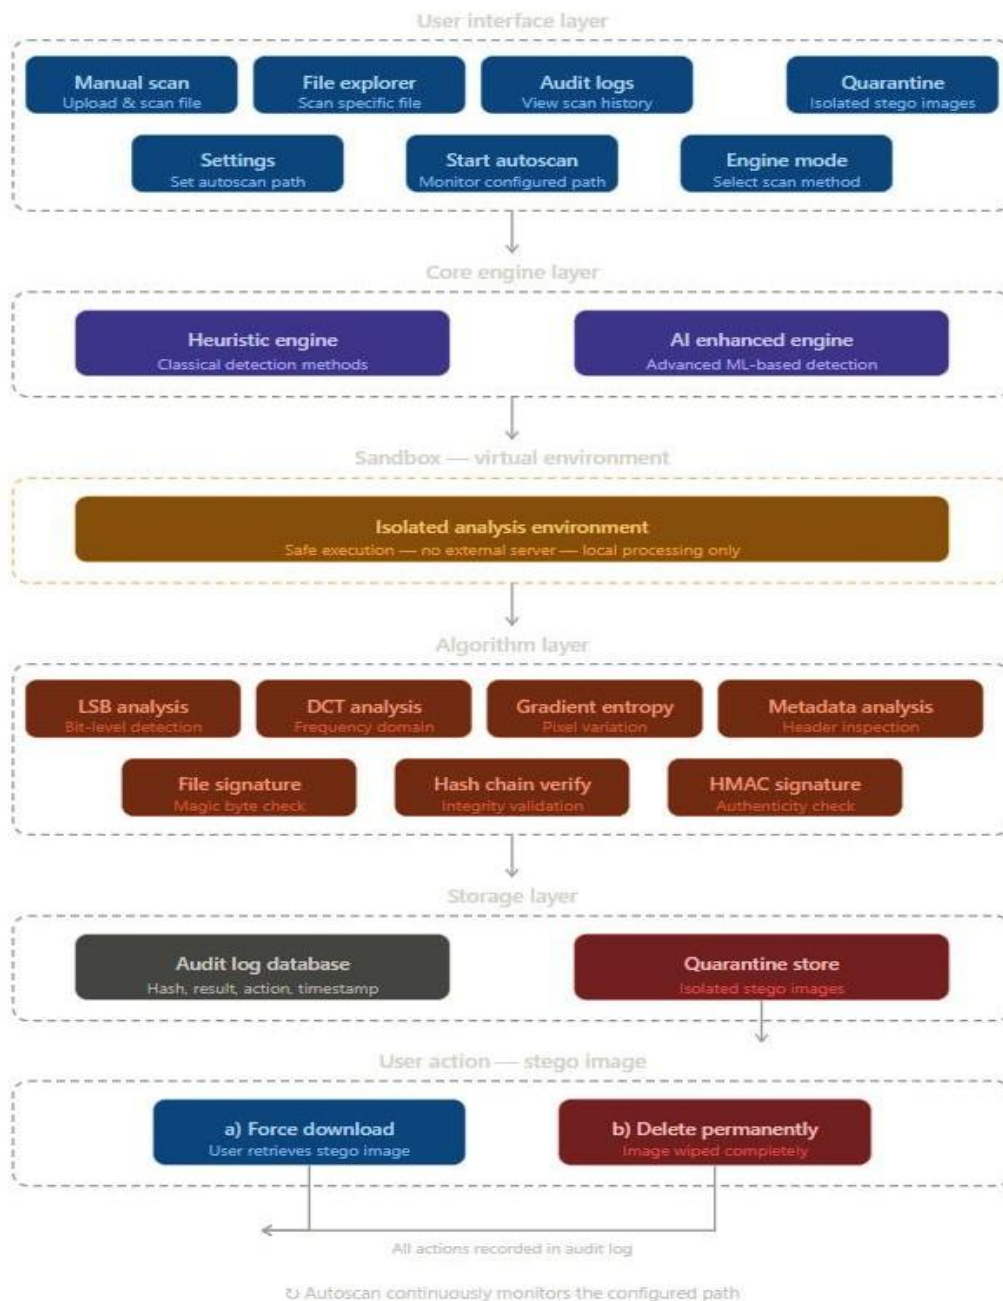 User interface layer
Manual scan
Upload & scan file
File explorer
Scan specific file
Audit logs
View scan history
Quarantine
Isolated stego images
Settings
Set autoscan path
Start autoscan
Monitor configured path
Engine mode
Select scan method
Core engine layer
Heuristic engine
Classical detection methods
AI enhanced engine
Advanced ML-based detection
Sandbox — virtual environment
Isolated analysis environment
Safe execution — no external server — local processing only
Algorithm layer
LSB analysis
Bit-level detection
DCT analysis
Frequency domain
Gradient entropy
Pixel variation
Metadata analysis
Header inspection
File signature
Magic byte check
Hash chain verify
Integrity validation
HMAC signature
Authenticity check
Storage layer
Audit log database
Hash, result, action, timestamp
Quarantine store
Isolated stego images
User action — stego image
a) Force download
User retrieves stego image
b) Delete permanently
Image wiped completely
All actions recorded in audit log
↻ Autoscan continuously monitors the configured path